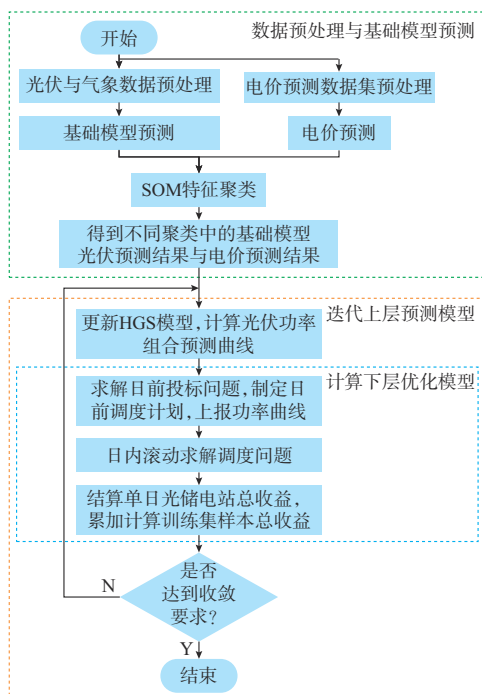 开始
数据预处理与基础模型预测
光伏与气象数据预处理
电价预测数据集预处理
基础模型预测
电价预测
SOM特征聚类
得到不同聚类中的基础模型
光伏预测结果与电价预测结果
迭代上层预测模型
更新HGS模型,计算光伏功率
组合预测曲线
计算下层优化模型
求解日前投标问题,制定日
前调度计划,上报功率曲线
日内滚动求解调度问题
结算单日光储电站总收益,
累加计算训练集样本总收益
是否
达到收敛
要求?
N
Y
结束